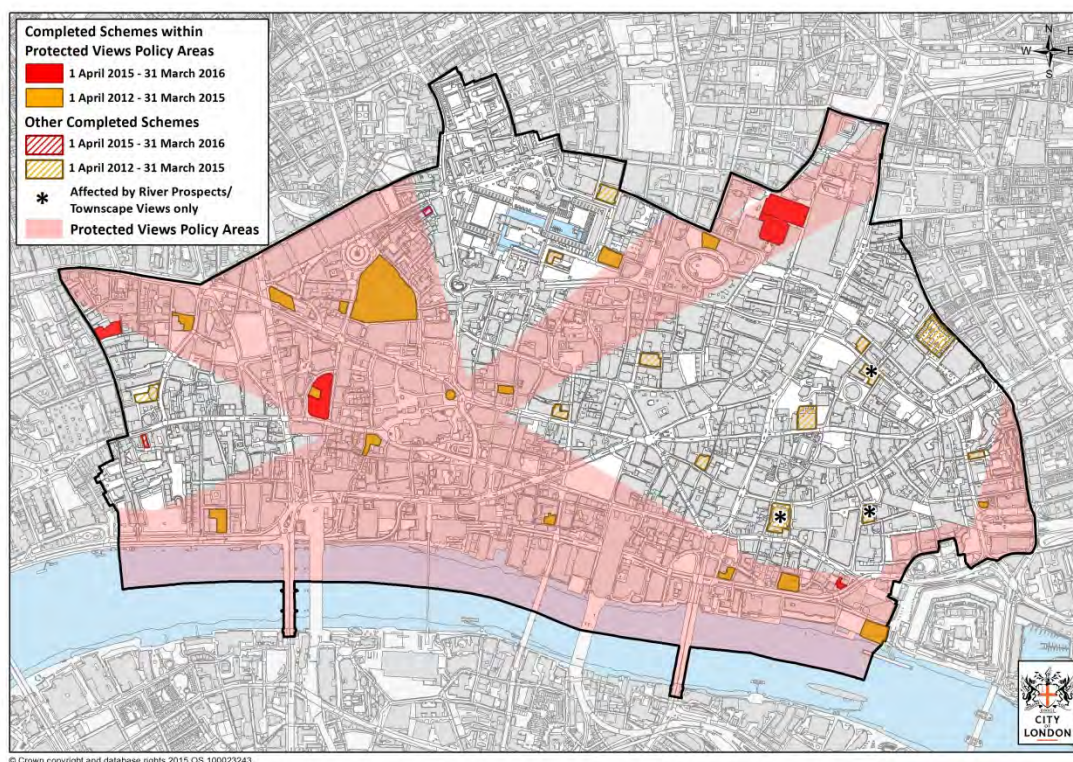 Completed Schemes within
Protected Views Policy Areas
1 April 2015 - 31 March 2016
1 April 2012 - 31 March 2015
Other Completed Schemes
1 April 2015 - 31 March 2016
1 April 2012 - 31 March 2015
* Affected by River Prospects/
Townscape Views only
Protected Views Policy Areas
N
W E
S
*
*
*
CITY
OF
LONDON
© Crown copyright and database rights 2015 OS 100023243